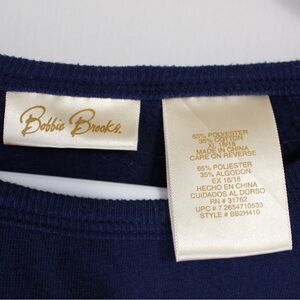 Bobbie Brooks.
65% POLYESTER
35% COTTON
XL 16/18
MADE IN CHINA
CARE ON REVERSE
65% POLYESTER
35% ALGODON
EX 16/18
HECHO EN CHINA
CUIDADOS AL DORSO
RN # 31762
UPC # 7 2654710533
STYLE # BB2H410